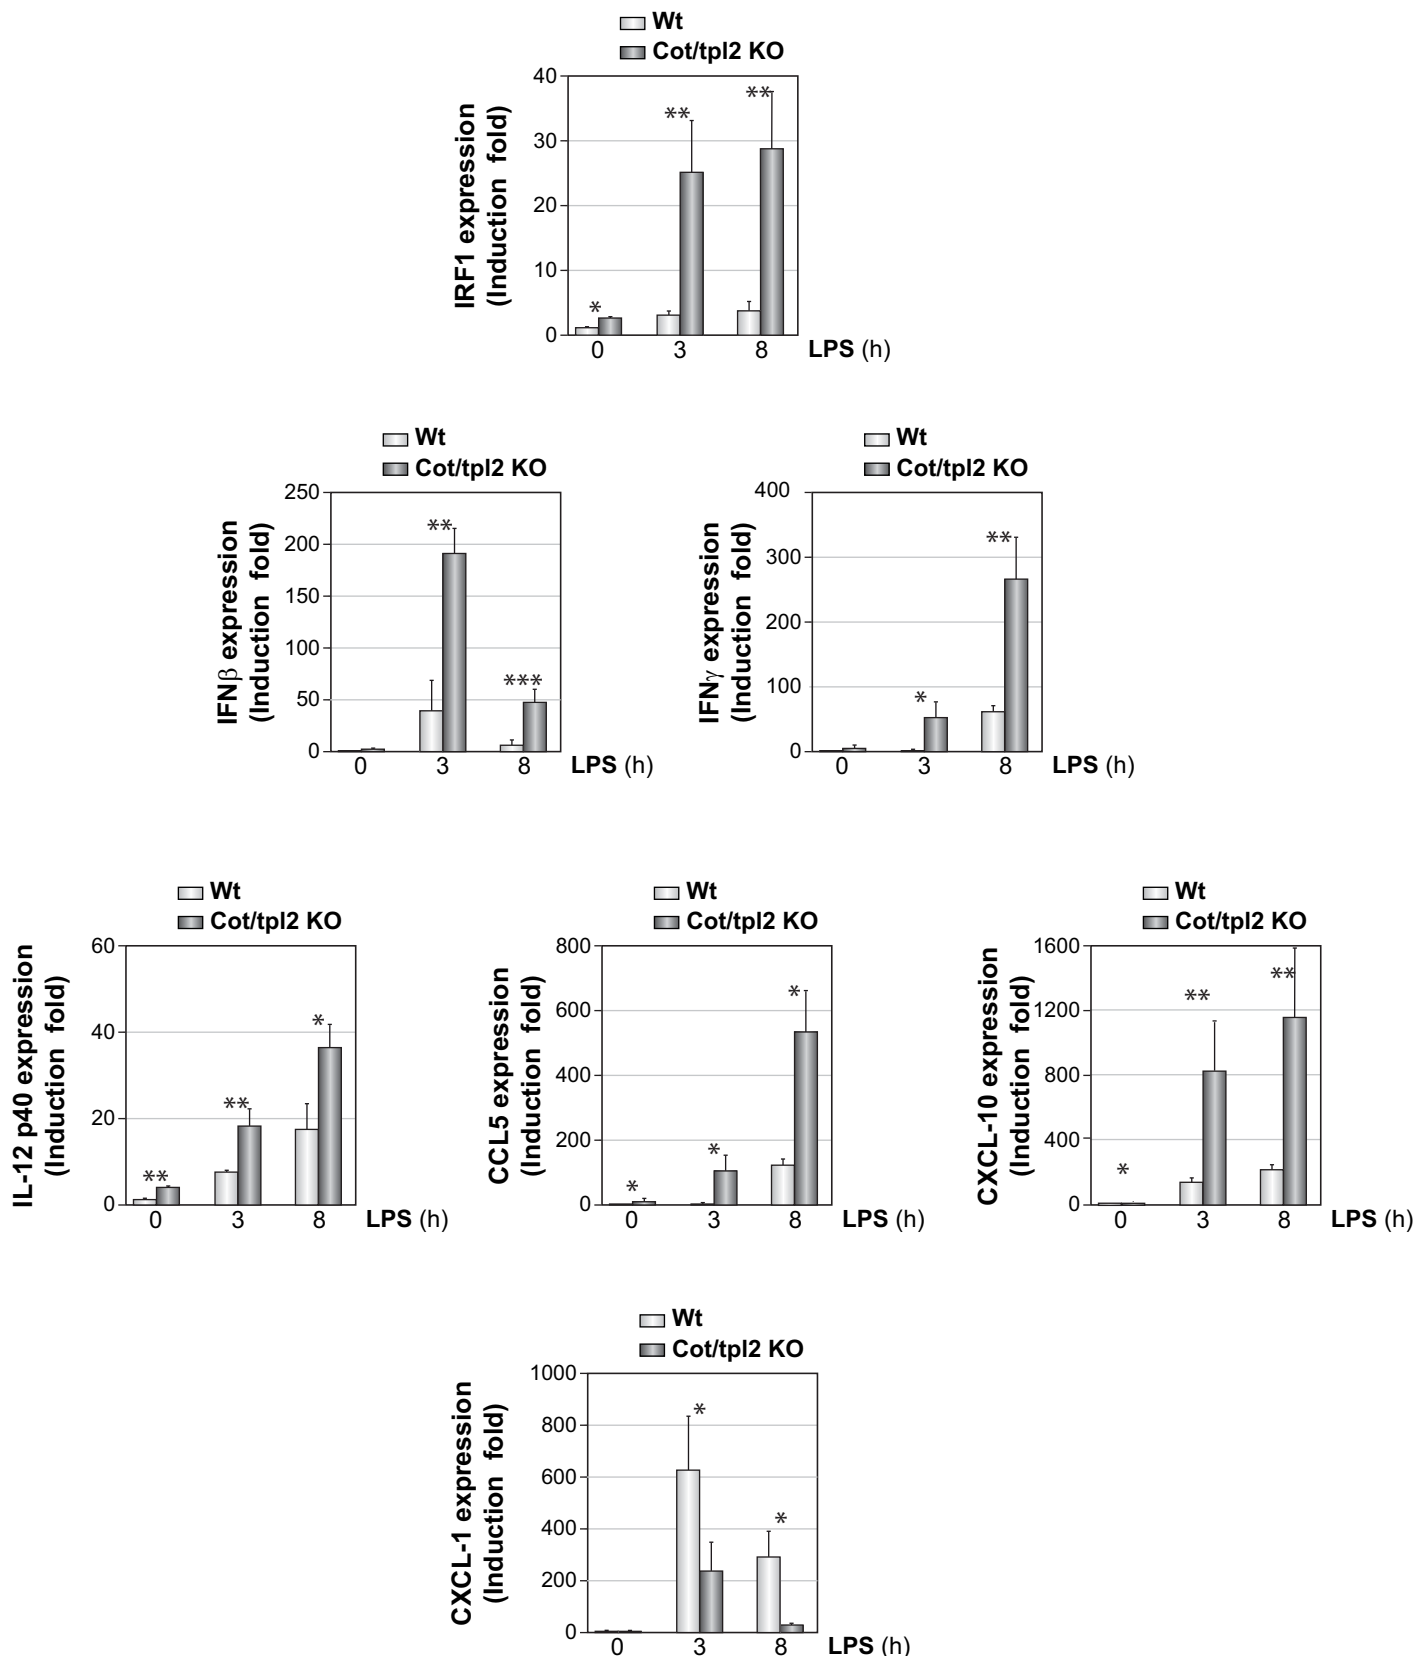 Wt
Cot/tpl2 KO
IRF1 expression
(Induction fold)
40
30
20
10
0
**
**
*
0 3 8 LPS (h)
Wt
Cot/tpl2 KO
IFNβ expression
(Induction fold)
250
200
150
100
50
0
**
***
0 3 8 LPS (h)
Wt
Cot/tpl2 KO
IFNγ expression
(Induction fold)
400
300
200
100
0
**
*
0 3 8 LPS (h)
Wt
Cot/tpl2 KO
IL-12 p40 expression
(Induction fold)
60
40
20
0
*
**
**
0 3 8 LPS (h)
Wt
Cot/tpl2 KO
CCL5 expression
(Induction fold)
800
600
400
200
0
*
*
*
0 3 8 LPS (h)
Wt
Cot/tpl2 KO
CXCL-10 expression
(Induction fold)
1600
1200
800
400
0
**
**
*
0 3 8 LPS (h)
Wt
Cot/tpl2 KO
CXCL-1 expression
(Induction fold)
1000
800
600
400
200
0
*
*
0 3 8 LPS (h)